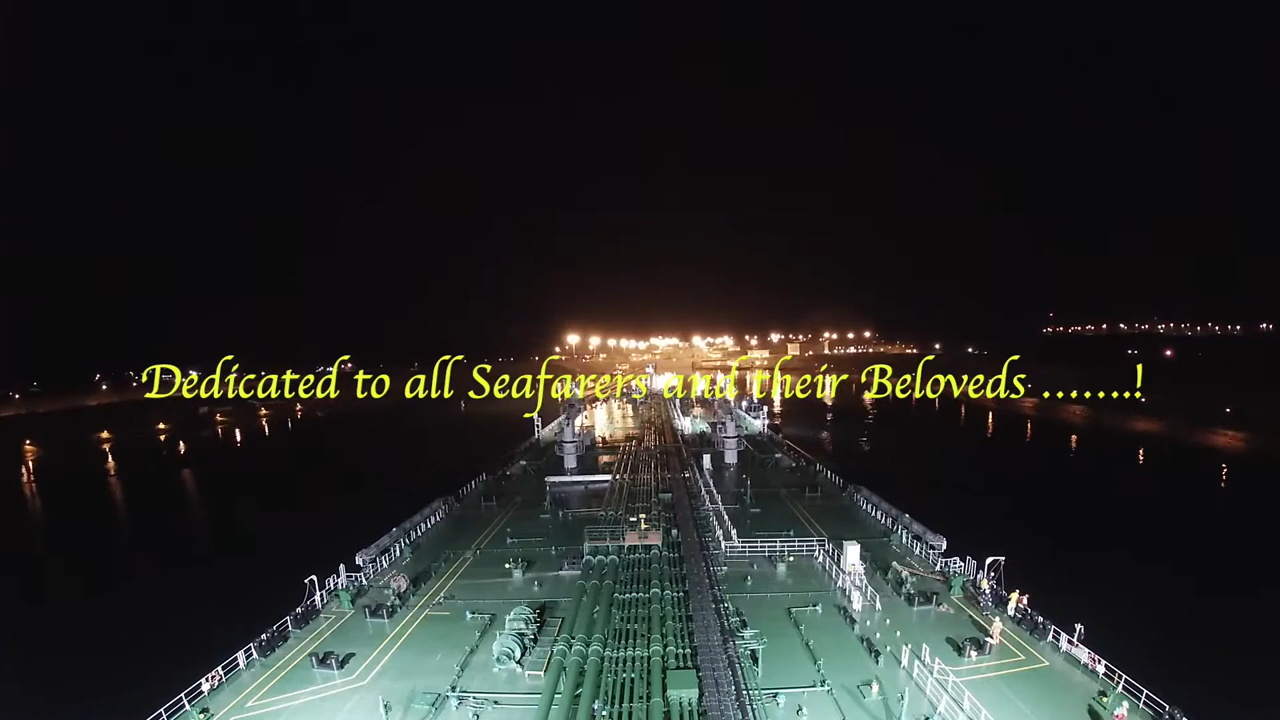 Dedicated to all Seafarers and their Beloveds .......!